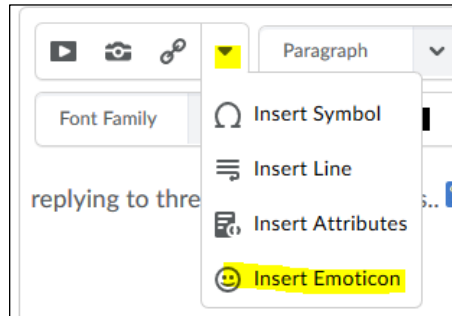 Paragraph
Font Family
Insert Symbol
Insert Line
replying to thre
s..
Insert Attributes
Insert Emoticon